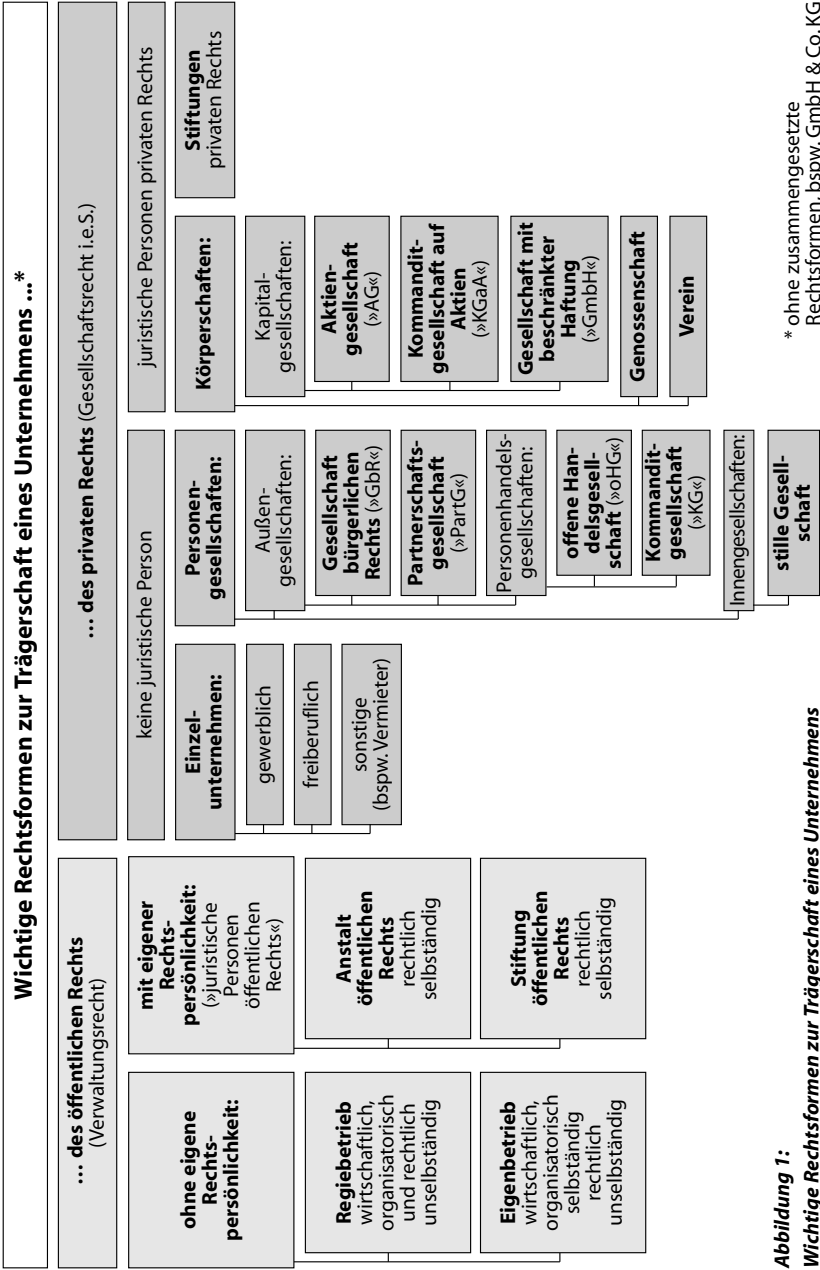 Wichtige Rechtsformen zur Trägerschaft eines Unternehmens ...*
... des öffentlichen Rechts
(Verwaltungsrecht)
ohne eigene
Rechts-
persönlichkeit:
Regiebetrieb
wirtschaftlich,
organisatorisch
und rechtlich
unselbständig
Eigenbetrieb
wirtschaftlich,
organisatorisch
selbständig
rechtlich
unselbständig
mit eigener
Rechts-
persönlichkeit:
(»juristische
Personen
öffentlichen
Rechts«)
Anstalt
öffentlichen
Rechts
rechtlich
selbständig
Stiftung
öffentlichen
Rechts
rechtlich
selbständig
... des privaten Rechts (Gesellschaftsrecht i.e.S.)
keine juristische Person
Einzel-
unternehmen:
gewerblich
freiberuflich
sonstige
(bspw. Vermieter)
Personen-
gesellschaften:
Außen-
gesellschaften:
Gesellschaft
bürgerlichen
Rechts (»GbR«)
Partnerschafts-
gesellschaft
(»PartG«)
Personenhandels-
gesellschaften:
offene Han-
delsgesell-
schaft (»oHG«)
Kommandit-
gesellschaft
(»KG«)
Innengesellschaften:
stille Gesell-
schaft
juristische Personen privaten Rechts
Körperschaften:
Kapital-
gesellschaften:
Aktien-
gesellschaft
(»AG«)
Kommandit-
gesellschaft auf
Aktien
(»KGaA«)
Gesellschaft mit
beschränkter
Haftung
(»GmbH«)
Genossenschaft
Verein
Stiftungen
privaten Rechts
* ohne zusammengesetzte
Rechtsformen, bspw. GmbH & Co. KG
Abbildung 1:
Wichtige Rechtsformen zur Trägerschaft eines Unternehmens